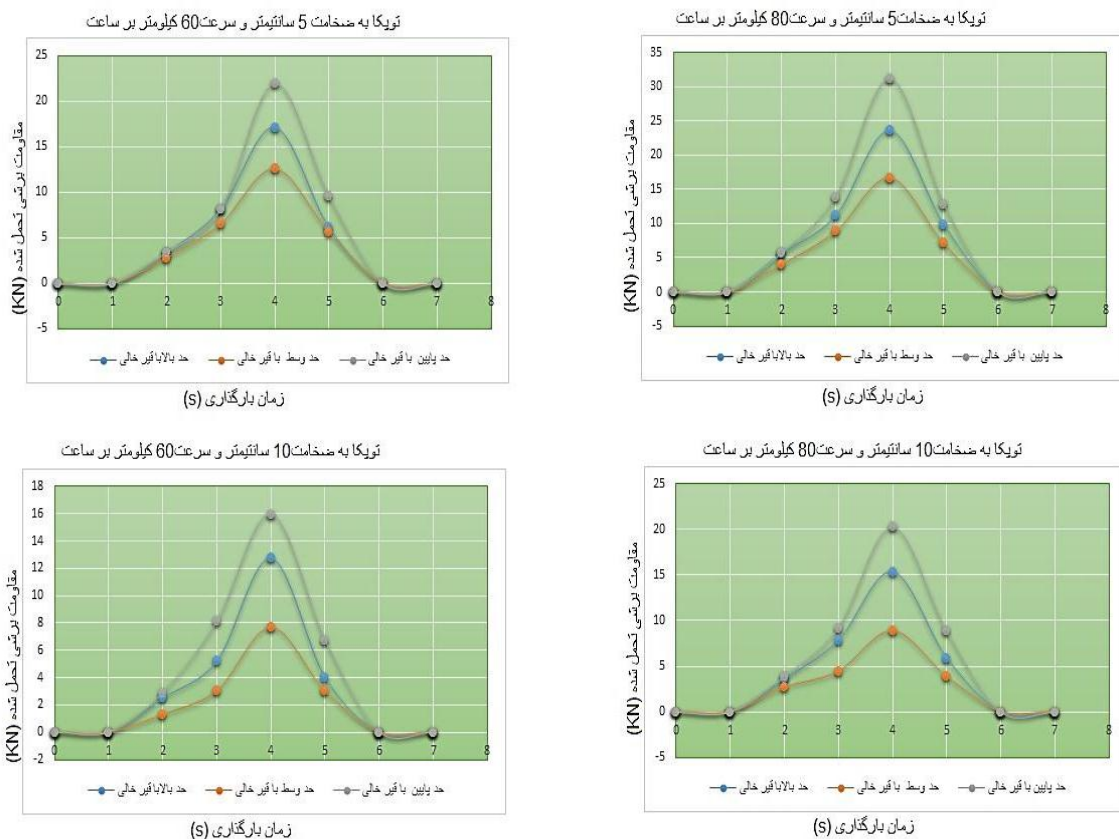 توپکا به ضخامت 5 سانتیمتر و سرعت60 کیلومتر بر ساعت
مقاومت برشی تحمل شده (KN)
25
20
15
10
5
0
-5
0 1 2 3 4 5 6 7 8
حد بالابا قیر خالی حد وسط با قیر خالی حد پایین با قیر خالی
زمان بارگذاری (s)
توپکا به ضخامت5 سانتیمتر و سرعت80 کیلومتر بر ساعت
مقاومت برشی تحمل شده (KN)
35
30
25
20
15
10
5
0
-5
0 1 2 3 4 5 6 7 8
حد بالابا قیر خالی حد وسط با قیر خالی حد پایین با قیر خالی
زمان بارگذاری (s)
توپکا به ضخامت10 سانتیمتر و سرعت60 کیلومتر بر ساعت
مقاومت برشی تحمل شده (KN)
18
16
14
12
10
8
6
4
2
0
-2
0 1 2 3 4 5 6 7 8
حد بالابا قیر خالی حد وسط با قیر خالی حد پایین با قیر خالی
زمان بارگذاری (s)
توپکا به ضخامت10 سانتیمتر و سرعت80 کیلومتر بر ساعت
مقاومت برشی تحمل شده (KN)
25
20
15
10
5
0
-5
0 1 2 3 4 5 6 7 8
حد بالابا قیر خالی حد وسط با قیر خالی حد پایین با قیر خالی
زمان بارگذاری (s)